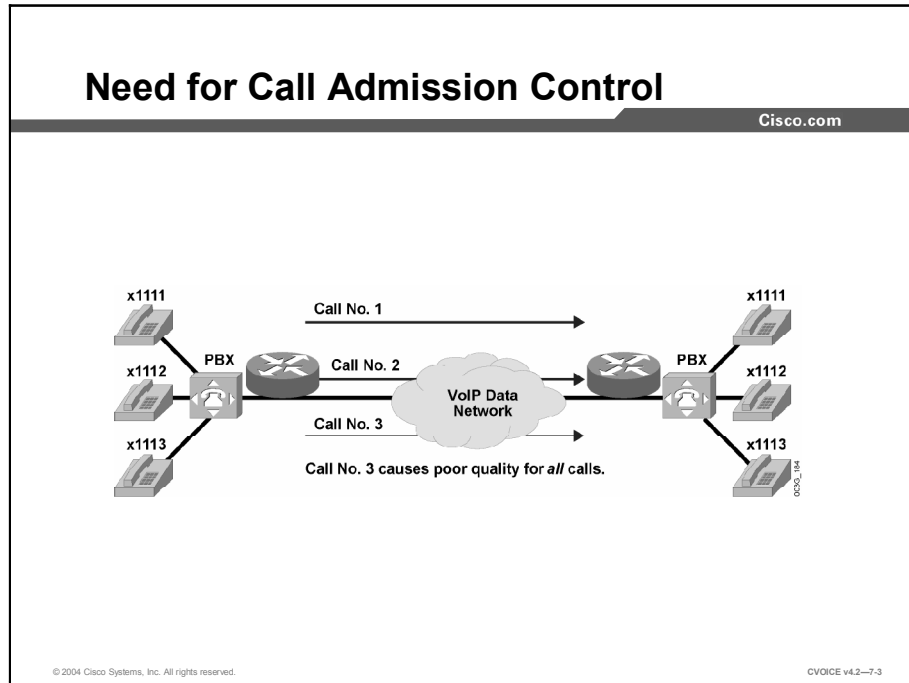 Need for Call Admission Control
Cisco.com
x1111
Call No. 1
x1111
PBX
Call No. 2
PBX
x1112
VoIP Data
Network
x1112
Call No. 3
x1113
x1113
Call No. 3 causes poor quality for all calls.
0C3G_184
© 2004 Cisco Systems, Inc. All rights reserved.
CVOICE v4.2—7-3